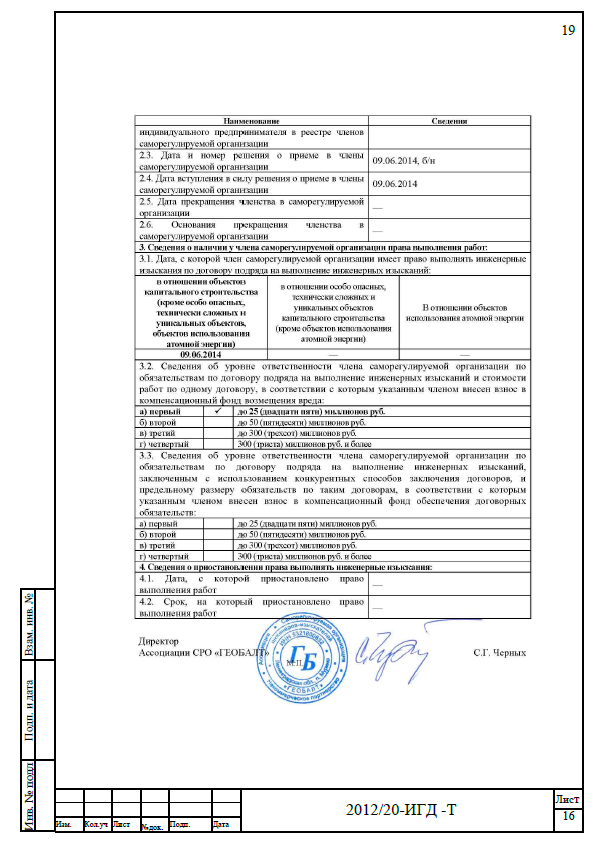 19
Наименование Сведения
индивидуального предпринимателя в реестре членов
саморегулируемой организации
2.3. Дата и номер решения о приеме в члены
саморегулируемой организации
09.06.2014, б/н
2.4. Дата вступления в силу решения о приеме в члены
саморегулируемой организации
09.06.2014
2.5. Дата прекращения членства в саморегулируемой
организации
—
2.6. Основания прекращения членства в
саморегулируемой организации
—
3. Сведения о наличии у члена саморегулируемой организации права выполнения работ:
3.1. Дата, с которой член саморегулируемой организации имеет право выполнять инженерные
изыскания по договору подряда на выполнение инженерных изысканий:
в отношении объектов
капитального строительства
(кроме особо опасных,
технически сложных и
уникальных объектов,
объектов использования
атомной энергии)
в отношении особо опасных,
технически сложных и
уникальных объектов
капитального строительства
(кроме объектов использования
атомной энергии)
В отношении объектов
использования атомной энергии
09.06.2014 — —
3.2. Сведения об уровне ответственности члена саморегулируемой организации по
обязательствам по договору подряда на выполнение инженерных изысканий и стоимости
работ по одному договору, в соответствии с которым указанным членом внесен взнос в
компенсационный фонд возмещения вреда:
а) первый ✓ до 25 (двадцати пяти) миллионов руб.
б) второй до 50 (пятидесяти) миллионов руб.
в) третий до 300 (трехсот) миллионов руб.
г) четвертый 300 (триста) миллионов руб. и более
3.3. Сведения об уровне ответственности члена саморегулируемой организации по
обязательствам по договору подряда на выполнение инженерных изысканий,
заключенным с использованием конкурентных способов заключения договоров, и
предельному размеру обязательств по таким договорам, в соответствии с которым
указанным членом внесен взнос в компенсационный фонд обеспечения договорных
обязательств:
а) первый до 25 (двадцати пяти) миллионов руб.
б) второй до 50 (пятидесяти) миллионов руб.
в) третий до 300 (трехсот) миллионов руб.
г) четвертый 300 (триста) миллионов руб. и более
4. Сведения о приостановлении права выполнять инженерные изыскания:
4.1. Дата, с которой приостановлено право
выполнения работ
—
4.2. Срок, на который приостановлено право
выполнения работ
—
Директор
Ассоциации СРО «ГЕОБАЛТ» С.Г. Черных
М.П.
ГБ
"ГЕОБАЛТ"
Некоммерческое партнерство
Взам. инв. №
Подп. и дата
Инв. № подл
Изм. Кол.уч Лист №док. Подп. Дата
2012/20-ИГД -Т
Лист
16